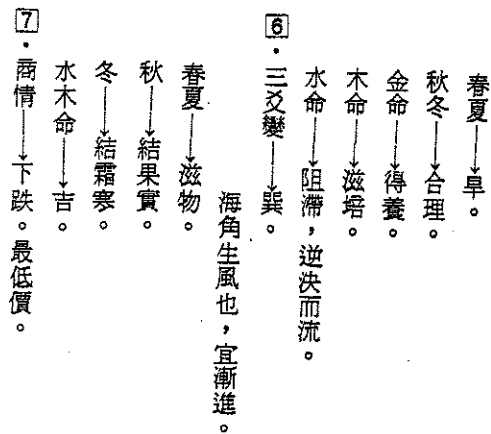 春夏→旱。
秋冬→合理。
金命→得養。
木命→滋培。
水命→阻滯，逆決而流。
6．三爻變→巽。
海角生風也，宜漸進。
春夏→滋物。
秋→結果實。
冬→結霜寒。
水木命→吉。
7．商情→下跌。最低價。